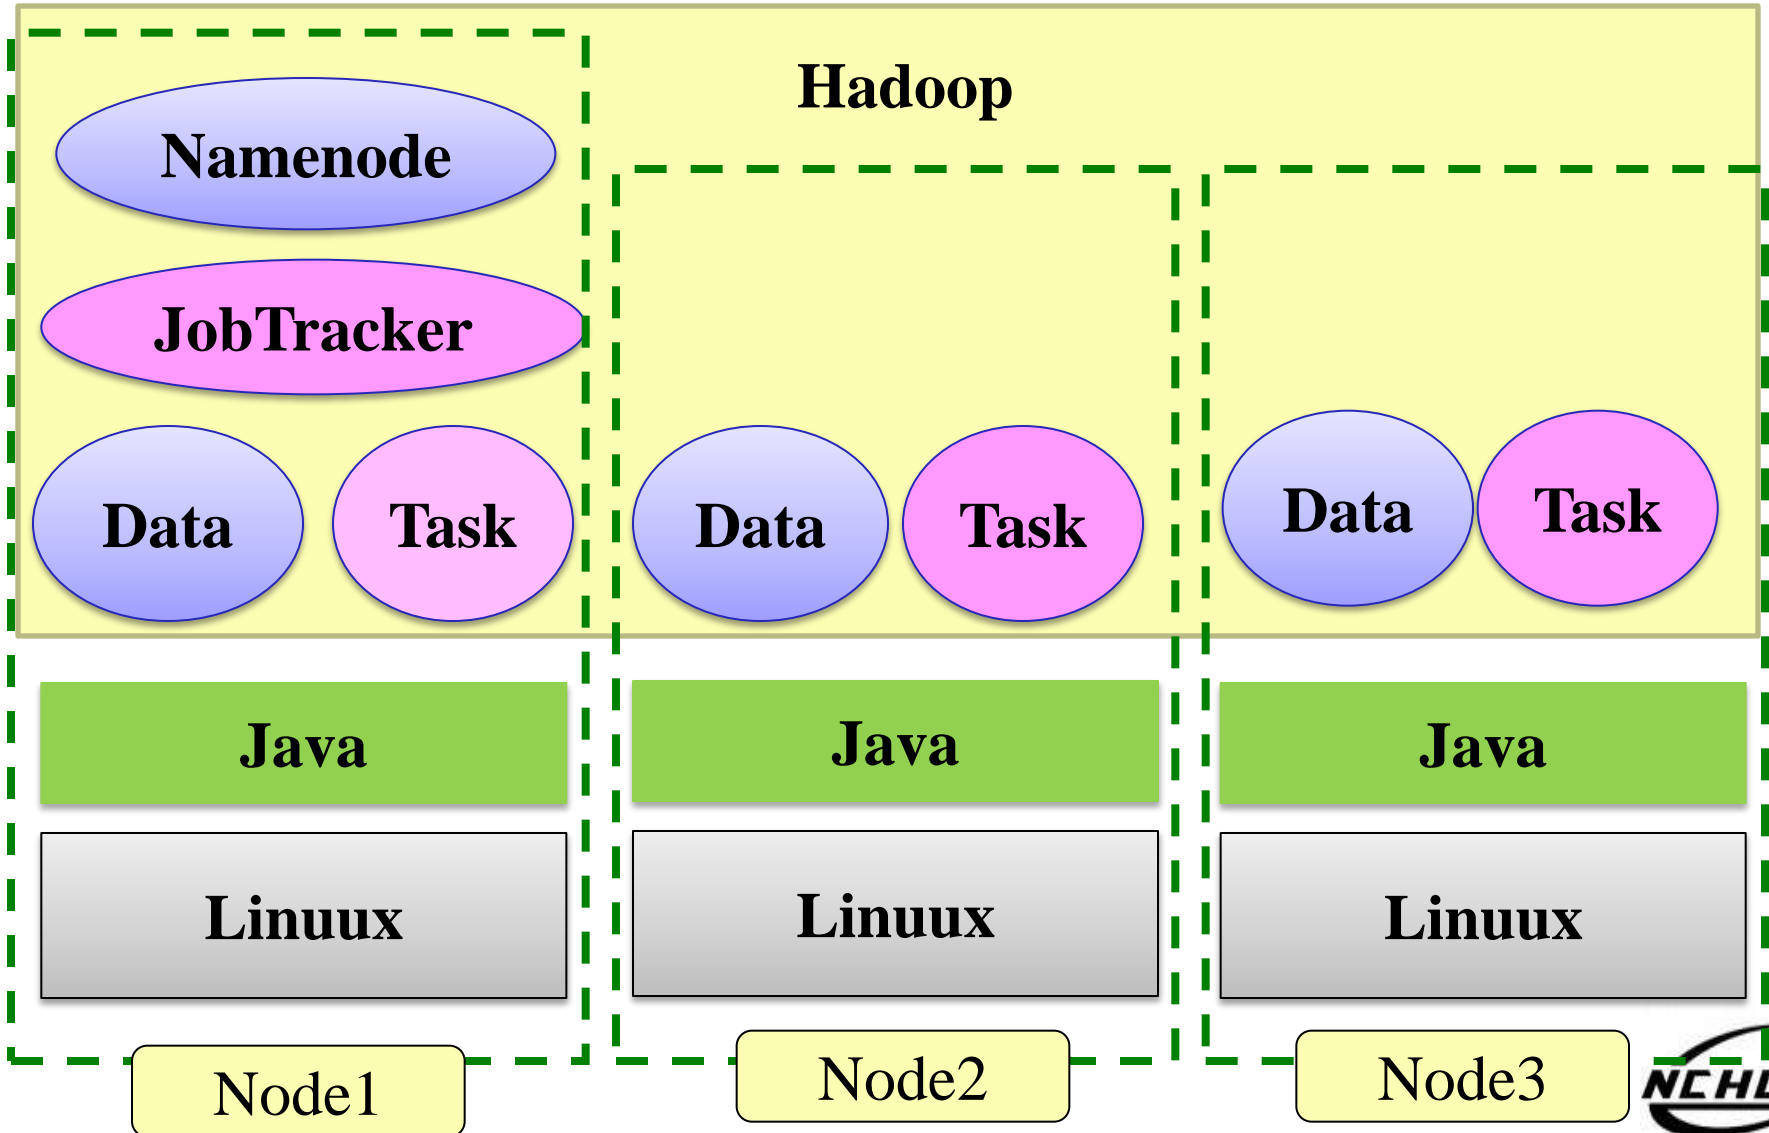 Hadoop
Namenode
JobTracker
Data
Task
Data
Task
Data
Task
Java
Java
Java
Linuux
Linuux
Linuux
Node1
Node2
Node3